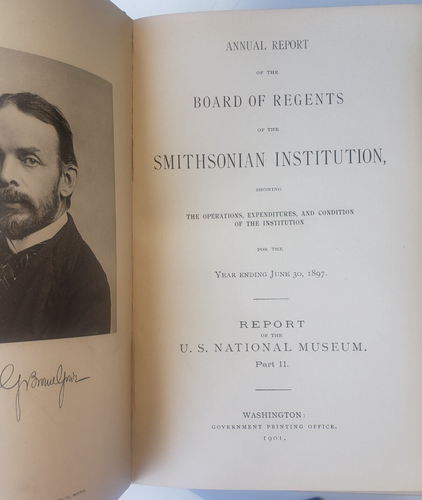 ANNUAL REPORT
OF THE
BOARD OF REGENTS
OF THE
SMITHSONIAN INSTITUTION,
SHOWING
THE OPERATIONS, EXPENDITURES, AND CONDITION
OF THE INSTITUTION
FOR THE
YEAR ENDING JUNE 30, 1897.
REPORT
OF THE
U. S. NATIONAL MUSEUM.
Part II.
WASHINGTON:
GOVERNMENT PRINTING OFFICE.
1901.
G Brown Goode